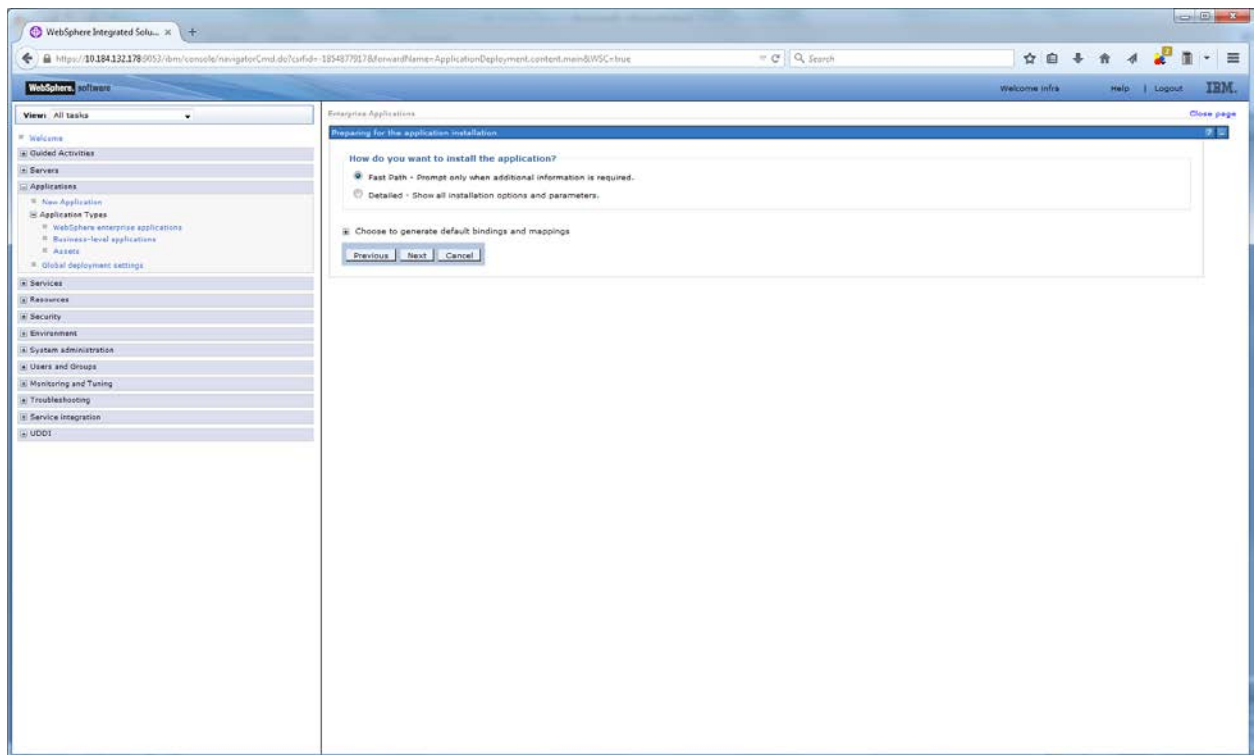 WebSphere Integrated Solu...
https://10.184.132.178:9053/ibm/console/navigatorCmd.do?csrfid=-1854877917&forwardName=ApplicationDeployment.content.main&WSC=true
Search
WebSphere. software
Welcome infra
Help | Logout
IBM.
View: All tasks
Welcome
Guided Activities
Servers
Applications
New Application
Application Types
WebSphere enterprise applications
Business-level applications
Assets
Global deployment settings
Services
Resources
Security
Environment
System administration
Users and Groups
Monitoring and Tuning
Troubleshooting
Service integration
UDDI
Enterprise Applications
Close page
Preparing for the application installation
How do you want to install the application?
Fast Path - Prompt only when additional information is required.
Detailed - Show all installation options and parameters.
Choose to generate default bindings and mappings
Previous Next Cancel